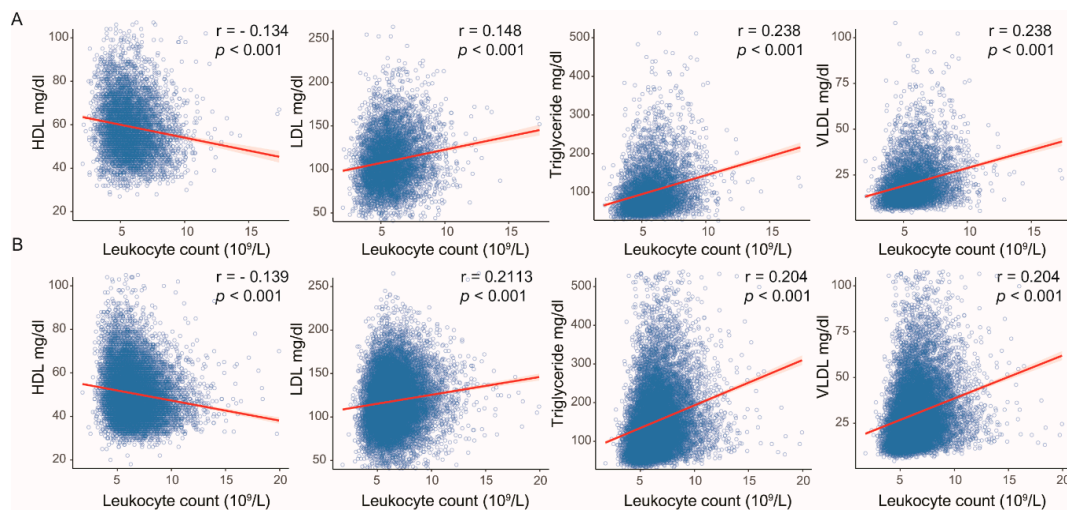 A
r = - 0.134
p < 0.001
HDL mg/dl
100
80
60
40
20
5
10
15
Leukocyte count (10⁹/L)
r = 0.148
p < 0.001
LDL mg/dl
250
200
150
100
50
5
10
15
Leukocyte count (10⁹/L)
r = 0.238
p < 0.001
Triglyceride mg/dl
500
400
300
200
100
5
10
15
Leukocyte count (10⁹/L)
r = 0.238
p < 0.001
VLDL mg/dl
100
75
50
25
5
10
15
Leukocyte count (10⁹/L)
B
r = - 0.139
p < 0.001
HDL mg/dl
100
80
60
40
20
5
10
15
20
Leukocyte count (10⁹/L)
r = 0.2113
p < 0.001
LDL mg/dl
250
200
150
100
50
5
10
15
20
Leukocyte count (10⁹/L)
r = 0.204
p < 0.001
Triglyceride mg/dl
500
400
300
200
100
5
10
15
20
Leukocyte count (10⁹/L)
r = 0.204
p < 0.001
VLDL mg/dl
100
75
50
25
5
10
15
20
Leukocyte count (10⁹/L)